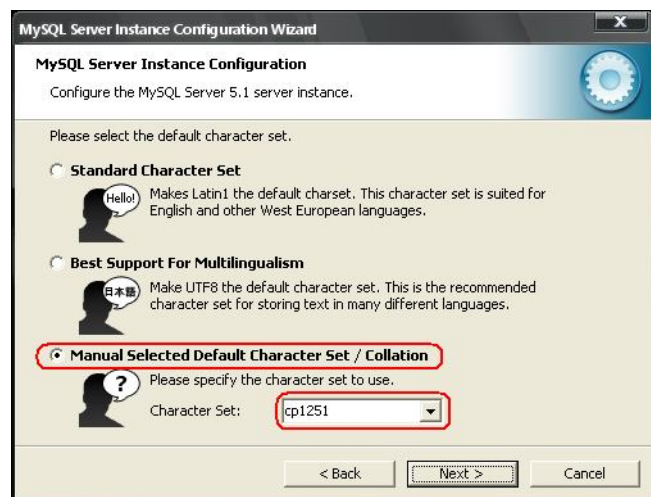 MySQL Server Instance Configuration Wizard
MySQL Server Instance Configuration
Configure the MySQL Server 5.1 server instance.
Please select the default character set.
Standard Character Set
Hello!
Makes Latin1 the default charset. This character set is suited for
English and other West European languages.
Best Support For Multilingualism
日本語
Make UTF8 the default character set. This is the recommended
character set for storing text in many different languages.
Manual Selected Default Character Set / Collation
?
Please specify the character set to use.
Character Set: cp1251
< Back Next > Cancel